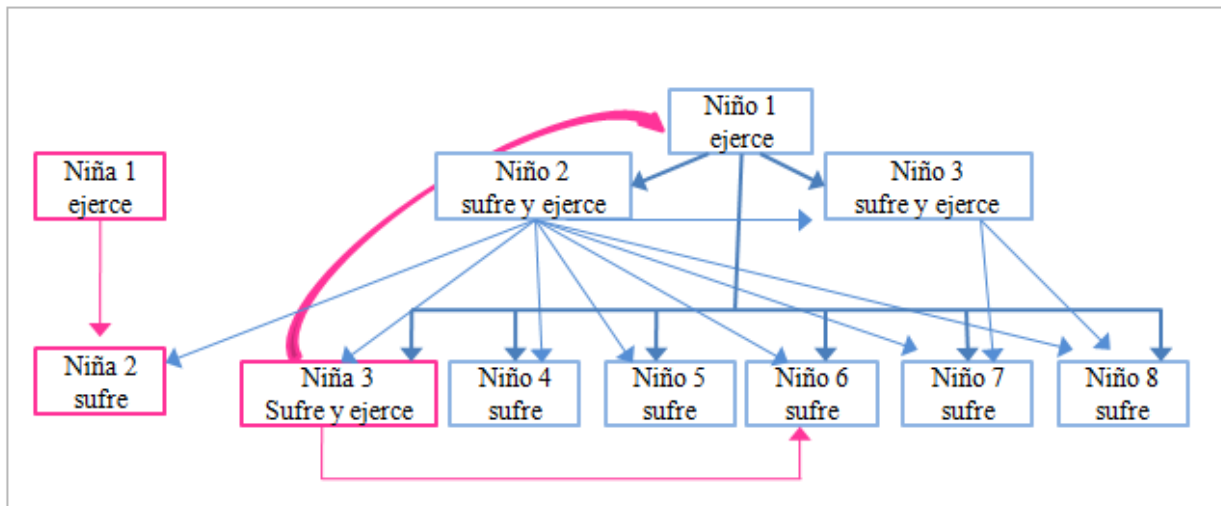 Niño 1
ejerce
Niña 1
ejerce
Niño 2
sufre y ejerce
Niño 3
sufre y ejerce
Niña 2
sufre
Niña 3
Sufre y ejerce
Niño 4
sufre
Niño 5
sufre
Niño 6
sufre
Niño 7
sufre
Niño 8
sufre